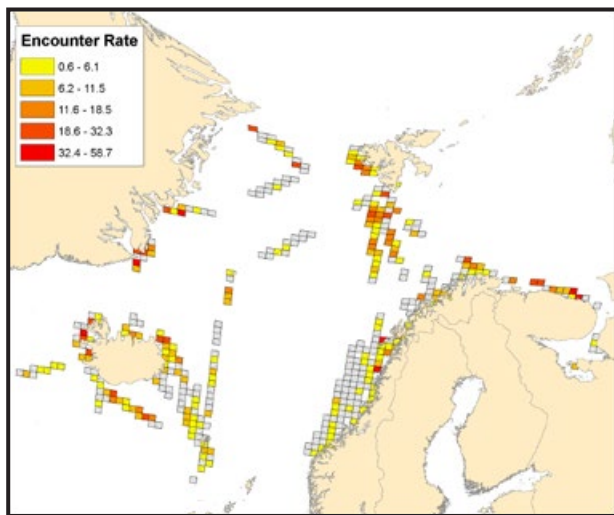 Encounter Rate
0.6 - 6.1
6.2 - 11.5
11.6 - 18.5
18.6 - 32.3
32.4 - 58.7